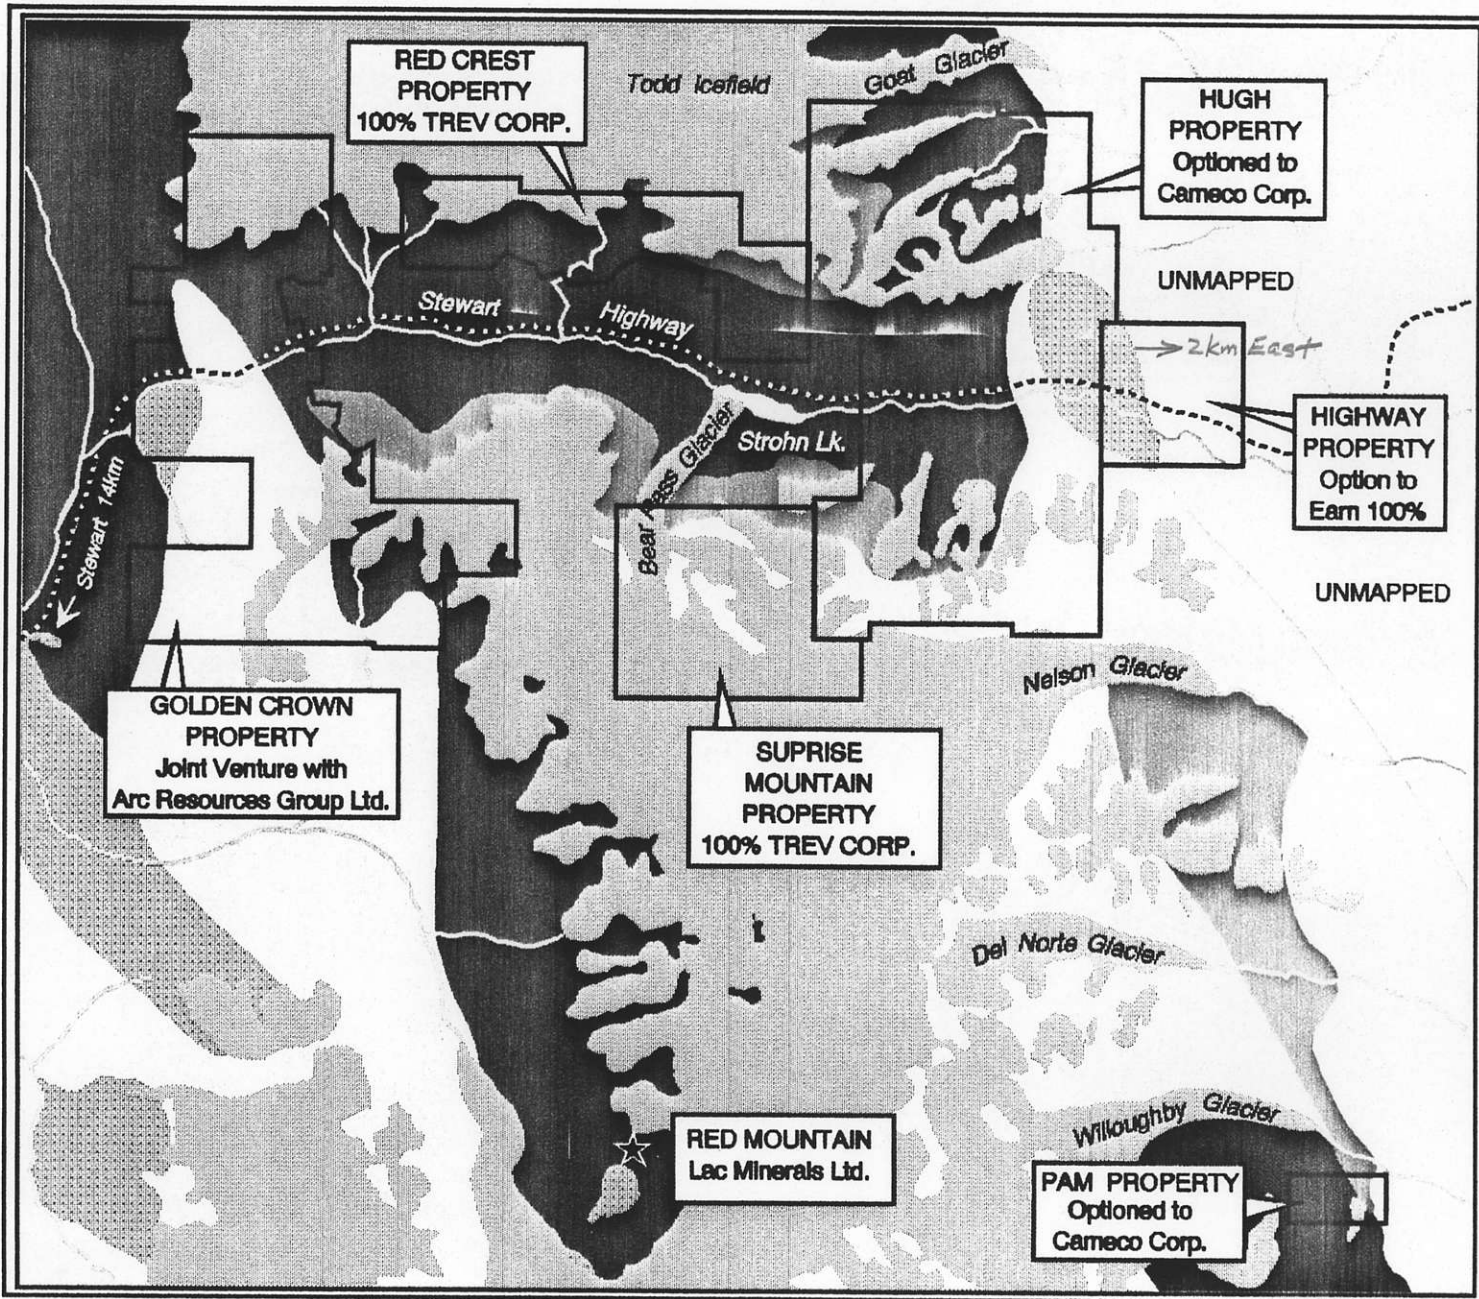 RED CREST
PROPERTY
100% TREV CORP.
Todd Icefield
Goat Glacier
HUGH
PROPERTY
Optioned to
Cameco Corp.
UNMAPPED
Stewart Highway
→ 2km East
HIGHWAY
PROPERTY
Option to
Earn 100%
Strohn Lk.
Bear Pass Glacier
Stewart 14km
UNMAPPED
Nelson Glacier
GOLDEN CROWN
PROPERTY
Joint Venture with
Arc Resources Group Ltd.
SUPRISE
MOUNTAIN
PROPERTY
100% TREV CORP.
Del Norte Glacier
Willoughby Glacier
RED MOUNTAIN
Lac Minerals Ltd.
PAM PROPERTY
Optioned to
Cameco Corp.